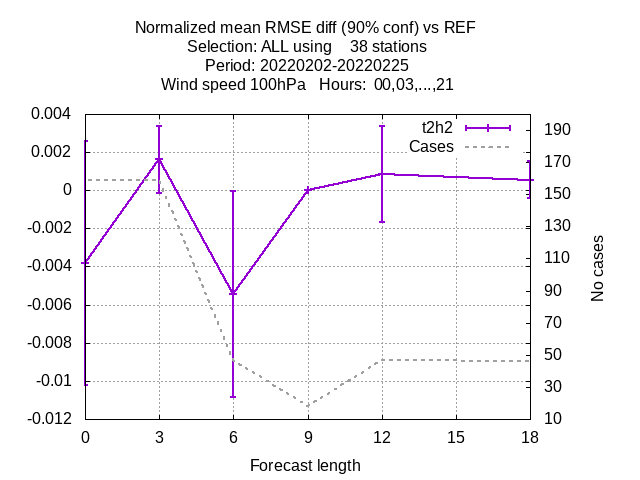 Normalized mean RMSE diff (90% conf) vs REF
Selection: ALL using 38 stations
Period: 20220202-20220225
Wind speed 100hPa Hours: 00,03,...,21
t2h2
Cases
0.004
0.002
0
-0.002
-0.004
-0.006
-0.008
-0.01
-0.012
190
170
150
130
110
90
70
50
30
10
No cases
0 3 6 9 12 15 18
Forecast length